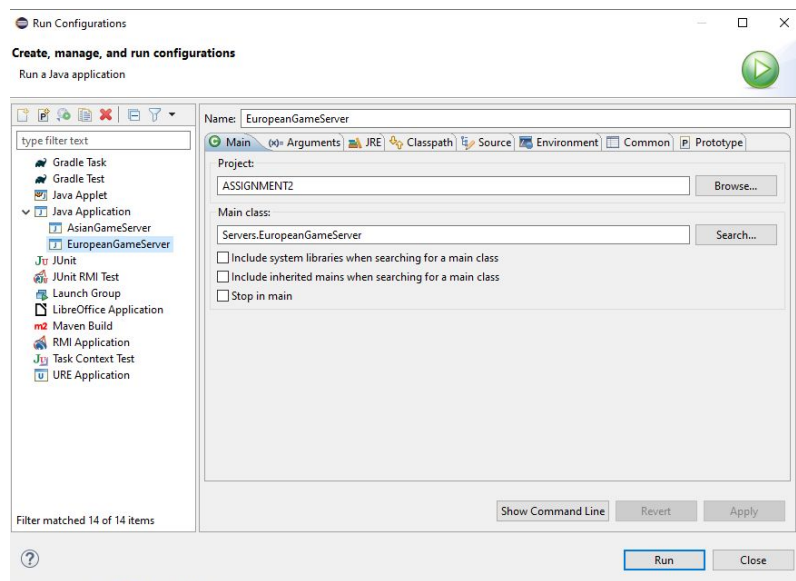 Run Configurations
Create, manage, and run configurations
Run a Java application
Name: EuropeanGameServer
type filter text
Main (x)= Arguments JRE Classpath Source Environment Common P Prototype
Gradle Task
Gradle Test
Java Applet
Java Application
AsianGameServer
EuropeanGameServer
Ju JUnit
JUnit RMI Test
Launch Group
LibreOffice Application
m2 Maven Build
RMI Application
Ju Task Context Test
U URE Application
Filter matched 14 of 14 items
Project:
ASSIGNMENT2 Browse...
Main class:
Servers.EuropeanGameServer Search...
Include system libraries when searching for a main class
Include inherited mains when searching for a main class
Stop in main
Show Command Line Revert Apply
? Run Close